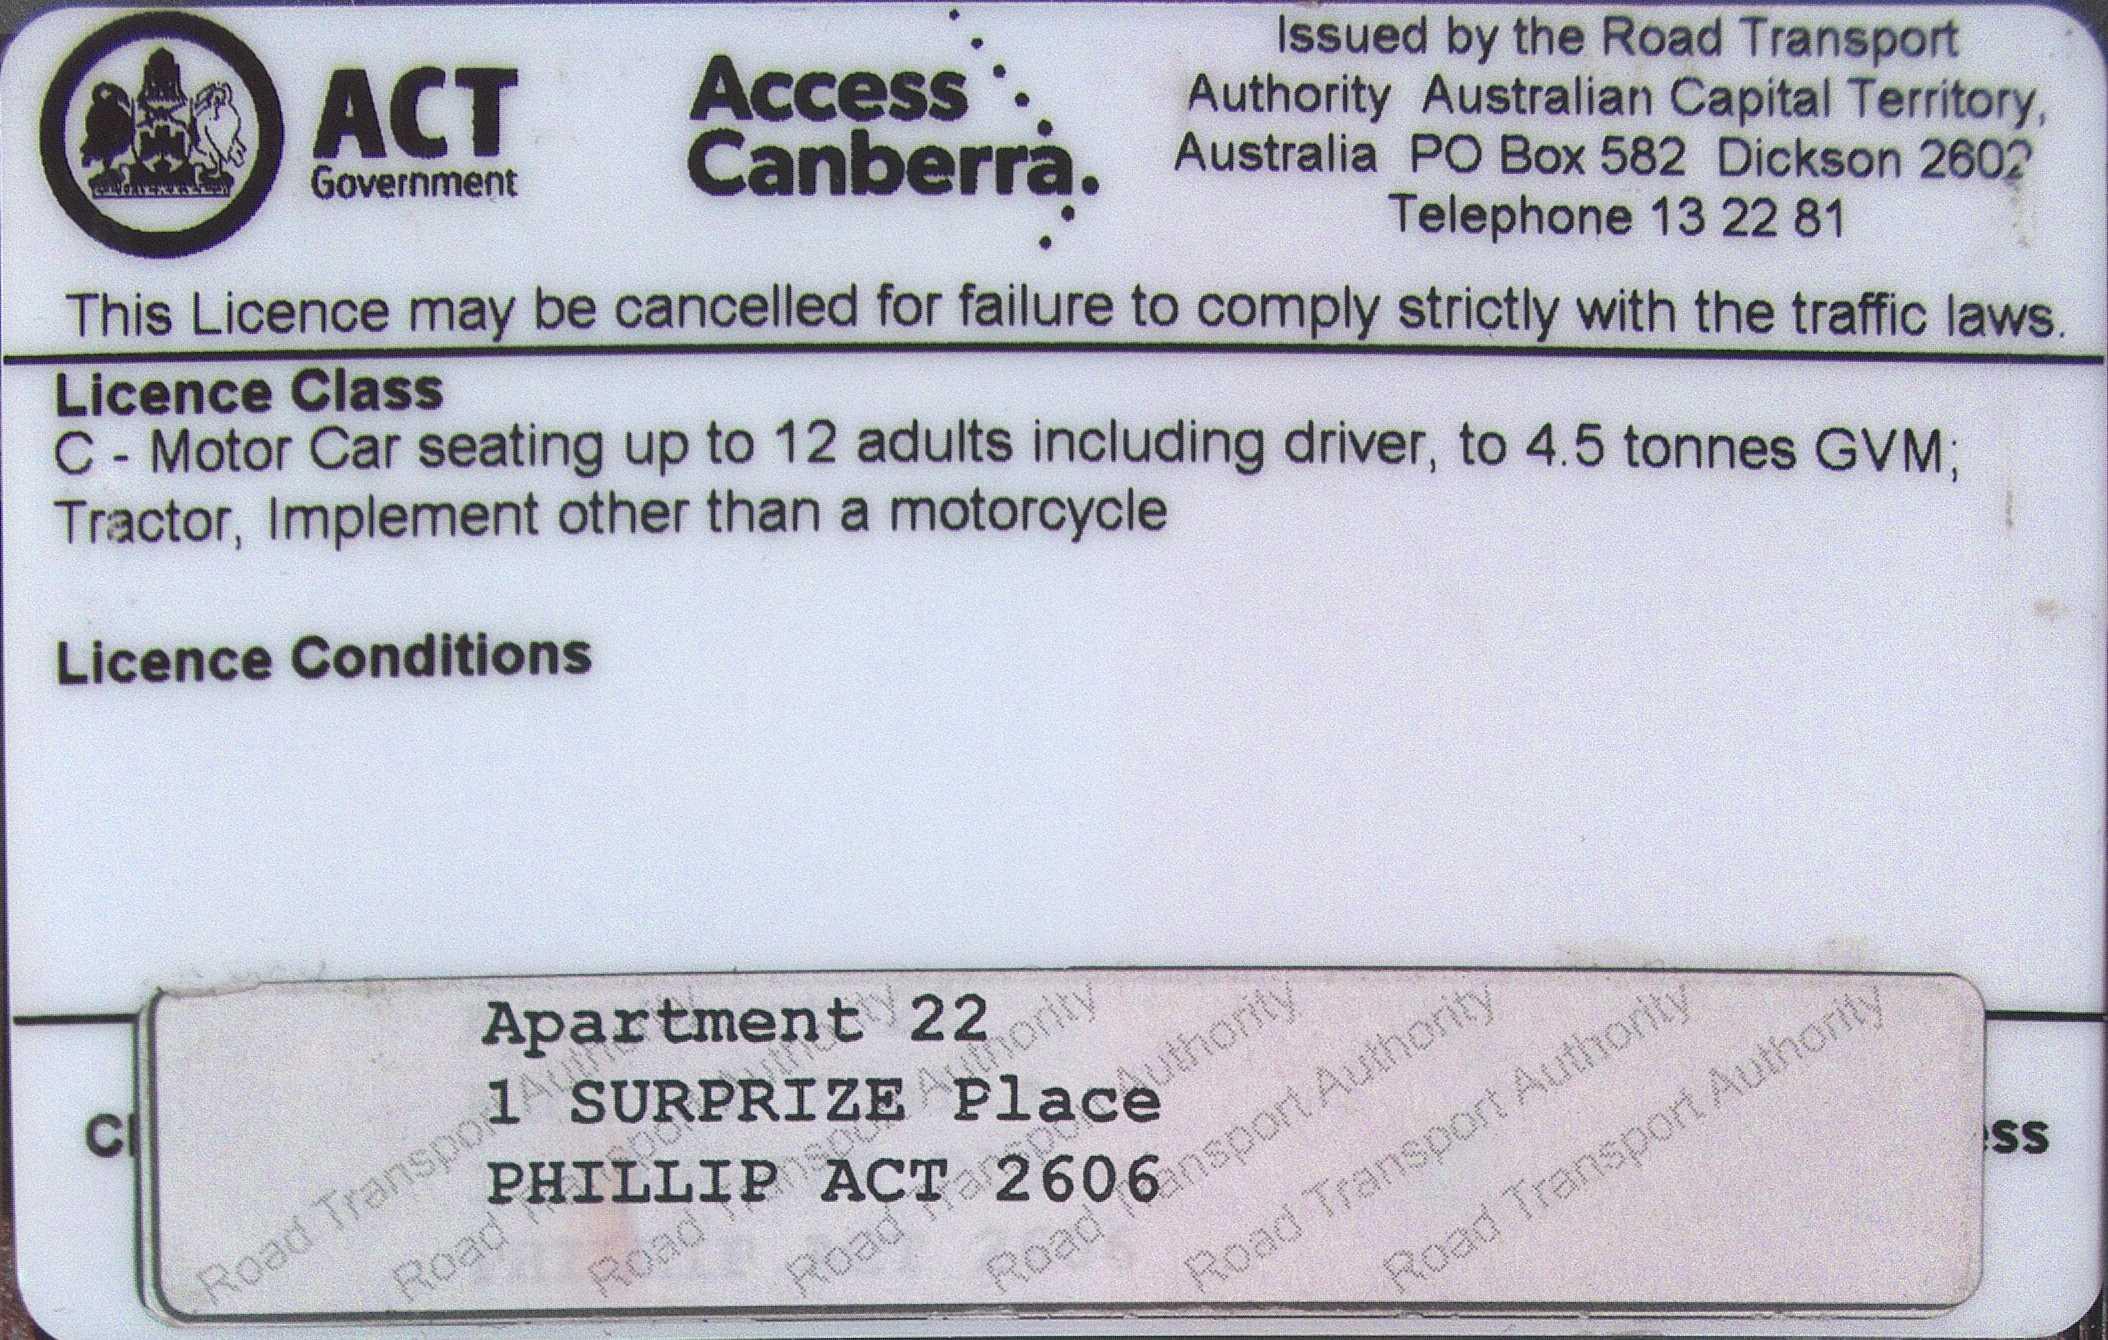 ACT
Government
Access
Canberra.
Issued by the Road Transport
Authority Australian Capital Territory,
Australia PO Box 582 Dickson 2602
Telephone 13 22 81
This Licence may be cancelled for failure to comply strictly with the traffic laws.
Licence Class
C - Motor Car seating up to 12 adults including driver, to 4.5 tonnes GVM;
Tractor, Implement other than a motorcycle
Licence Conditions
Apartment 22
1 SURPRIZE Place
PHILLIP ACT 2606
Road Transport Authority
Road Transport Authority
Road Transport Authority
Road Transport Authority
Road Transport Authority
Road Transport Authority
Road Transport Authority